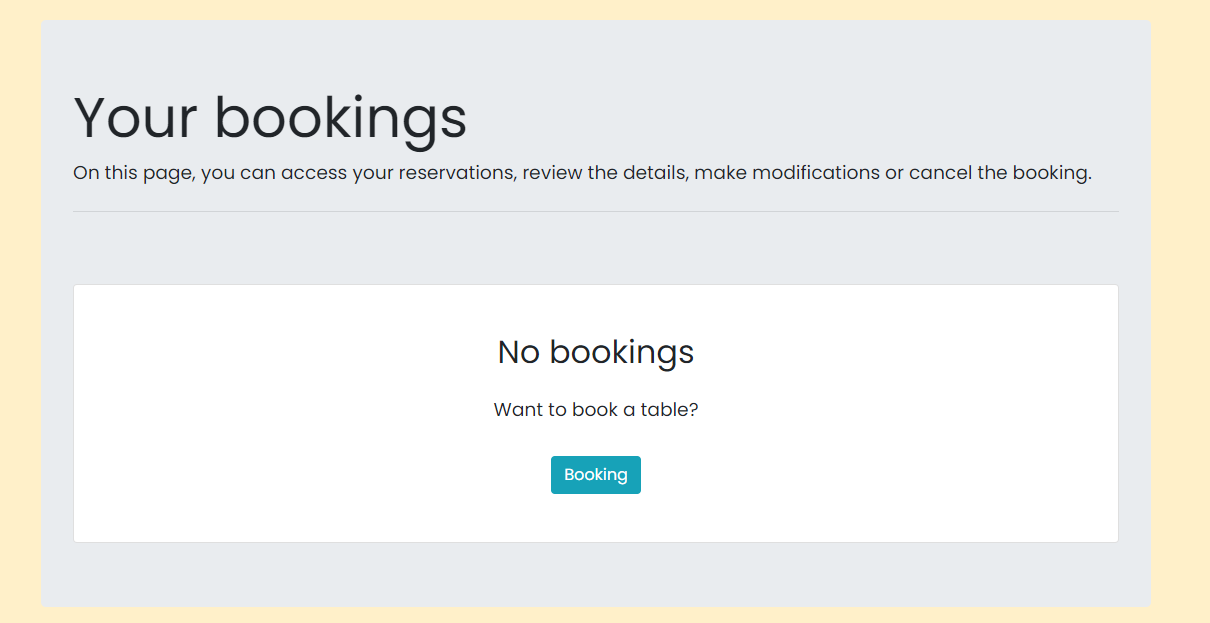 Your bookings
On this page, you can access your reservations, review the details, make modifications or cancel the booking.
No bookings
Want to book a table?
Booking